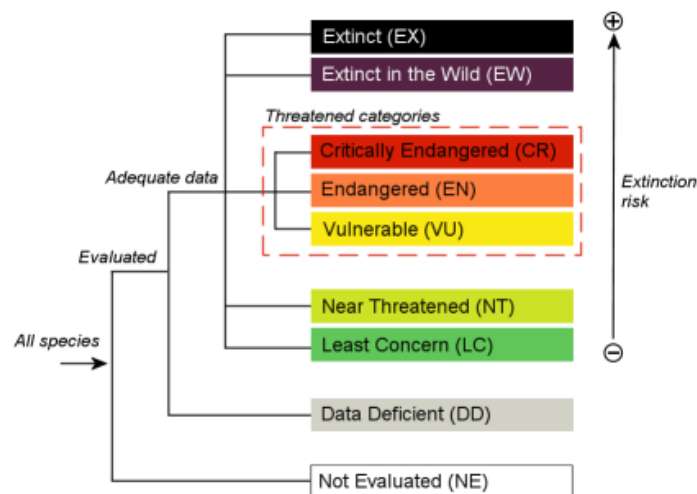 Extinct (EX)
Extinct in the Wild (EW)
Threatened categories
Critically Endangered (CR)
Adequate data
Endangered (EN)
Extinction
risk
Vulnerable (VU)
Evaluated
Near Threatened (NT)
All species
Least Concern (LC)
Data Deficient (DD)
Not Evaluated (NE)